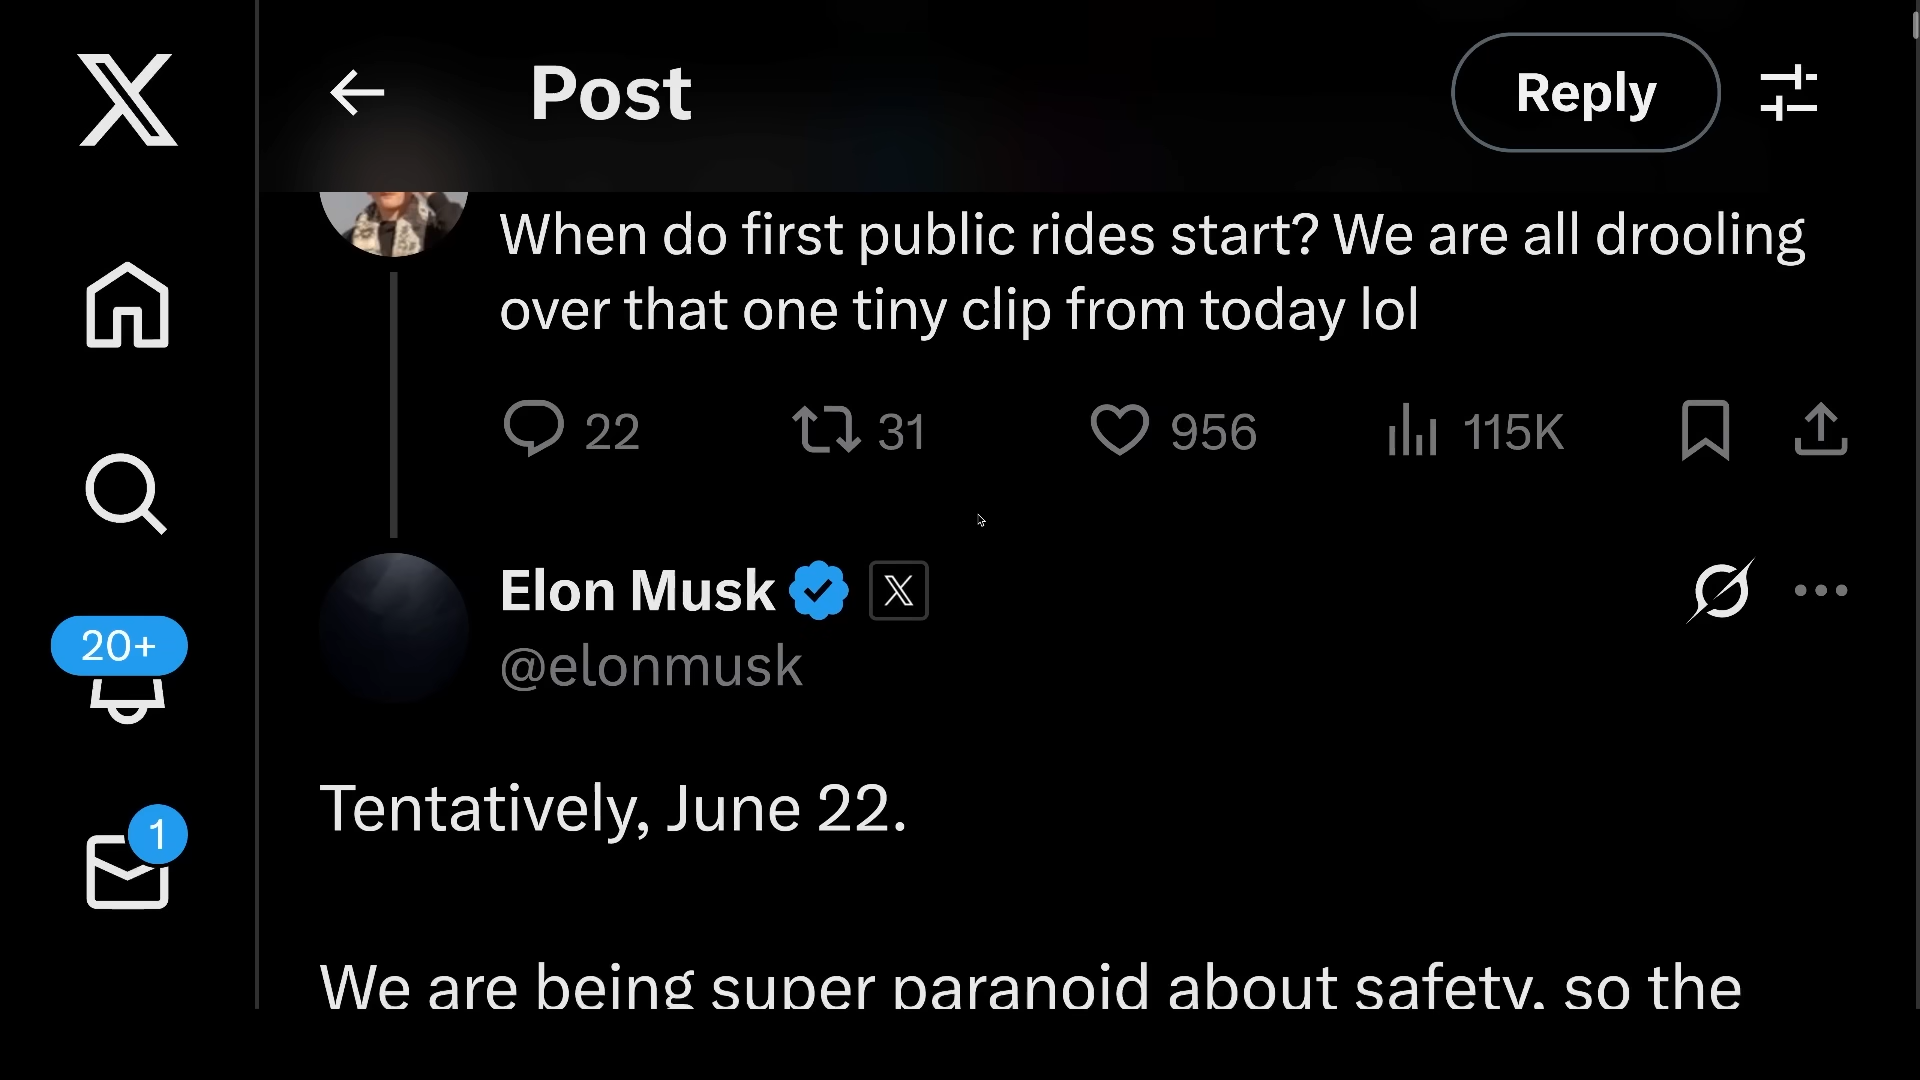 Post
Reply
When do first public rides start? We are all drooling
over that one tiny clip from today lol
22 31 956 115K
Elon Musk
@elonmusk
20+
Tentatively, June 22.
1
We are being super paranoid about safety, so the